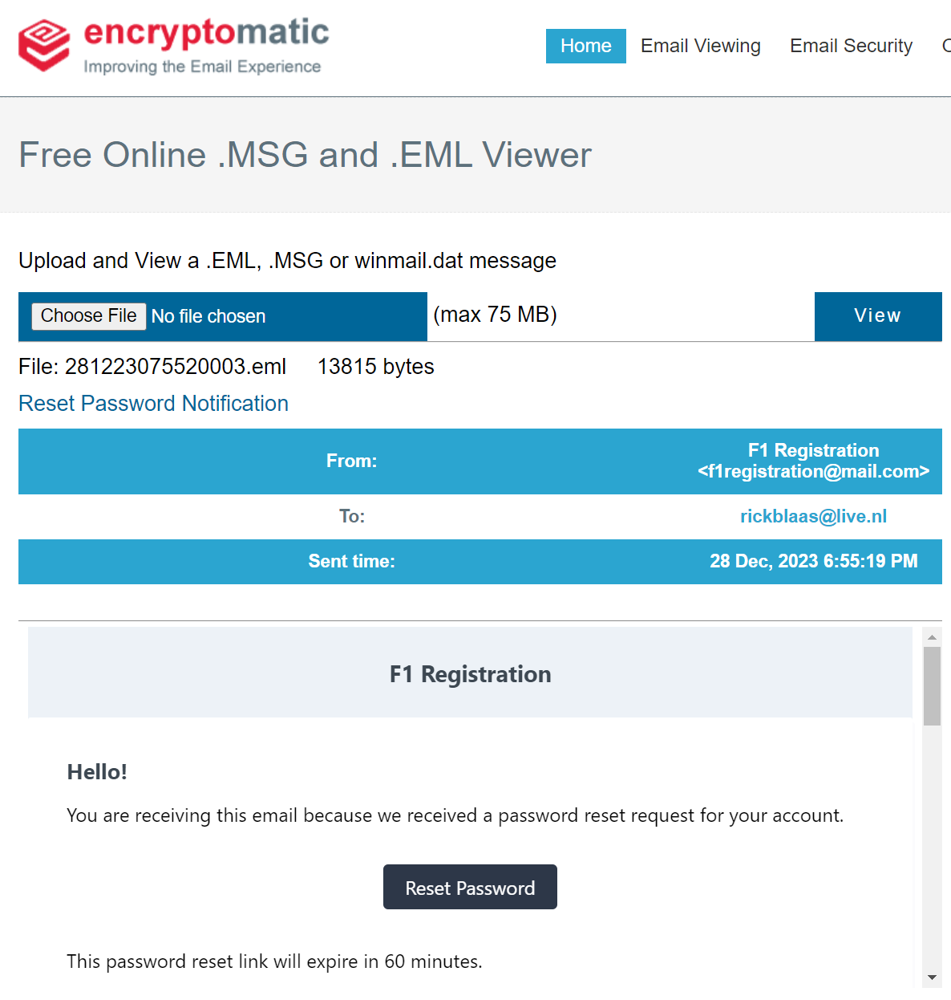 encryptomatic
Improving the Email Experience
Home Email Viewing Email Security
Free Online .MSG and .EML Viewer
Upload and View a .EML, .MSG or winmail.dat message
Choose File No file chosen (max 75 MB) View
File: 281223075520003.eml 13815 bytes
Reset Password Notification
From: F1 Registration
<f1registration@mail.com>
To: rickblaas@live.nl
Sent time: 28 Dec, 2023 6:55:19 PM
F1 Registration
Hello!
You are receiving this email because we received a password reset request for your account.
Reset Password
This password reset link will expire in 60 minutes.